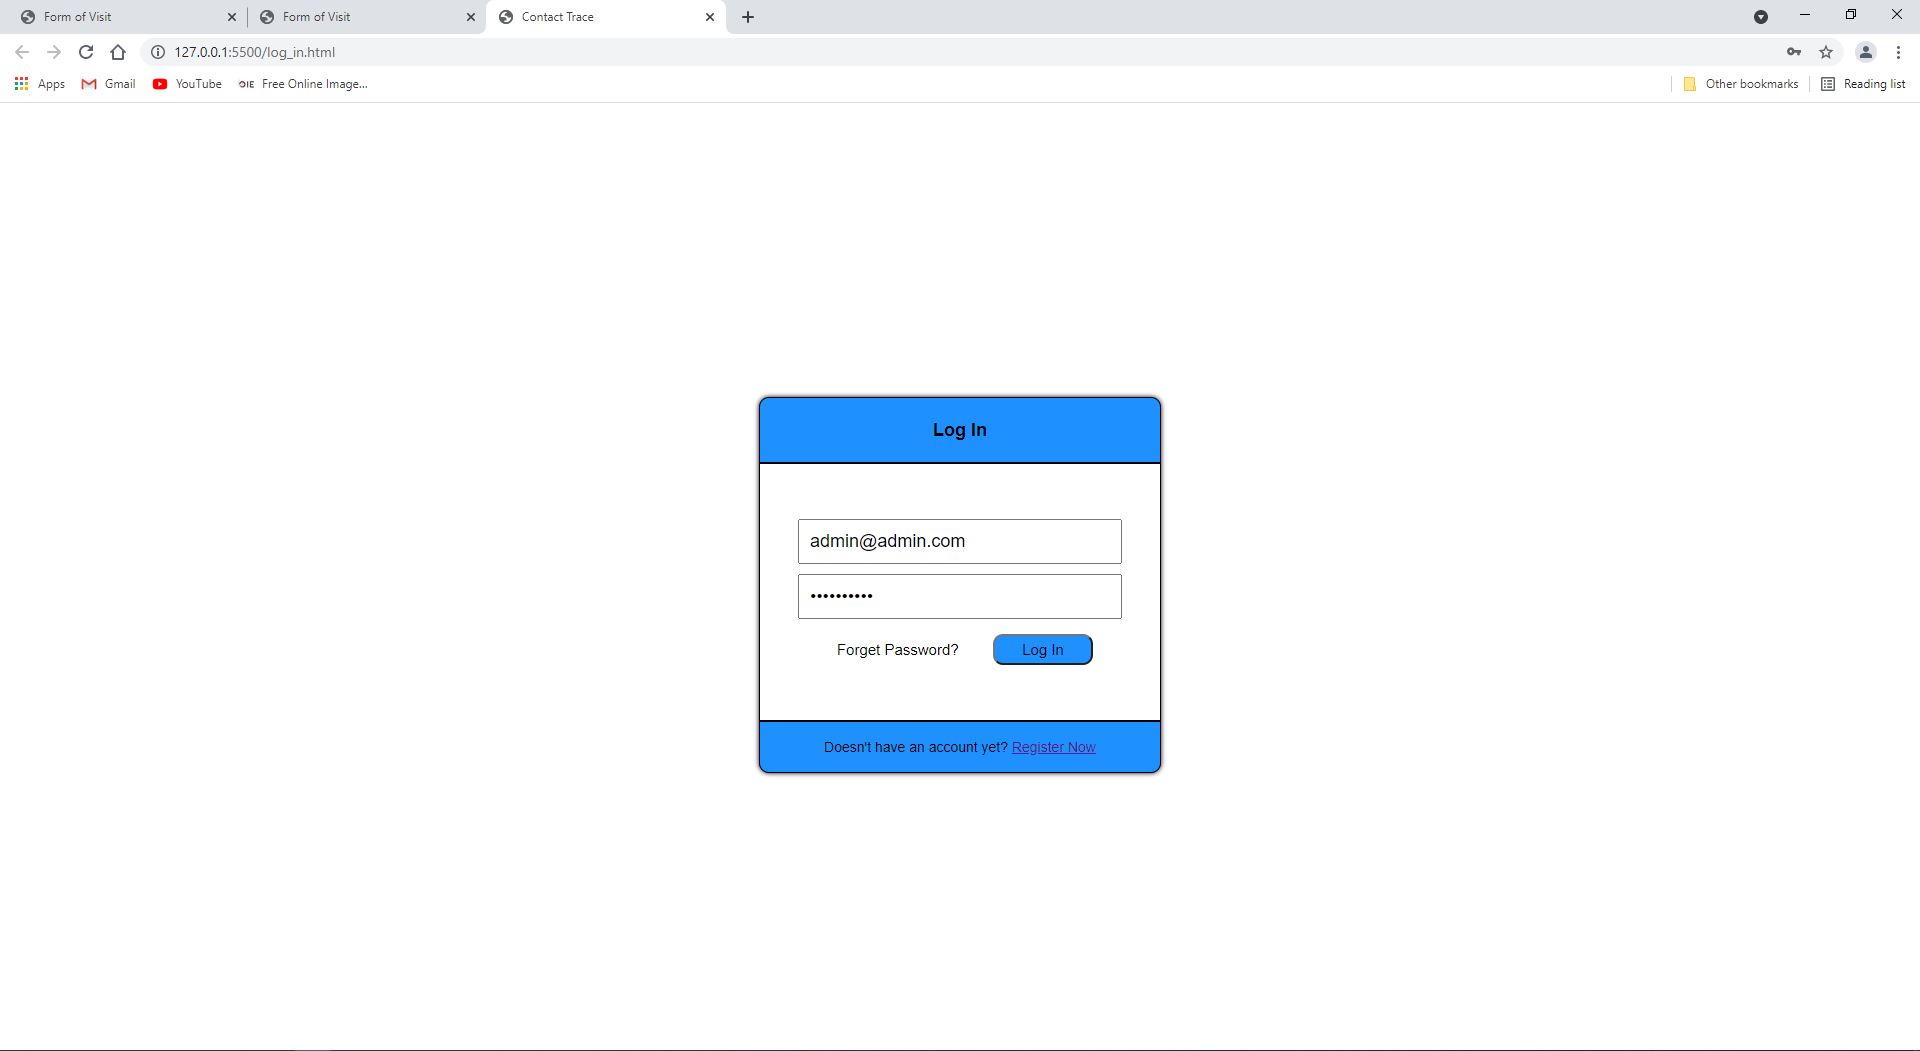 Form of Visit
Form of Visit
Contact Trace
127.0.0.1:5500/log_in.html
Apps
Gmail
YouTube
OIE
Free Online Image...
Other bookmarks
Reading list
Log In
admin@admin.com
••••••••••
Forget Password?
Log In
Doesn't have an account yet? Register Now